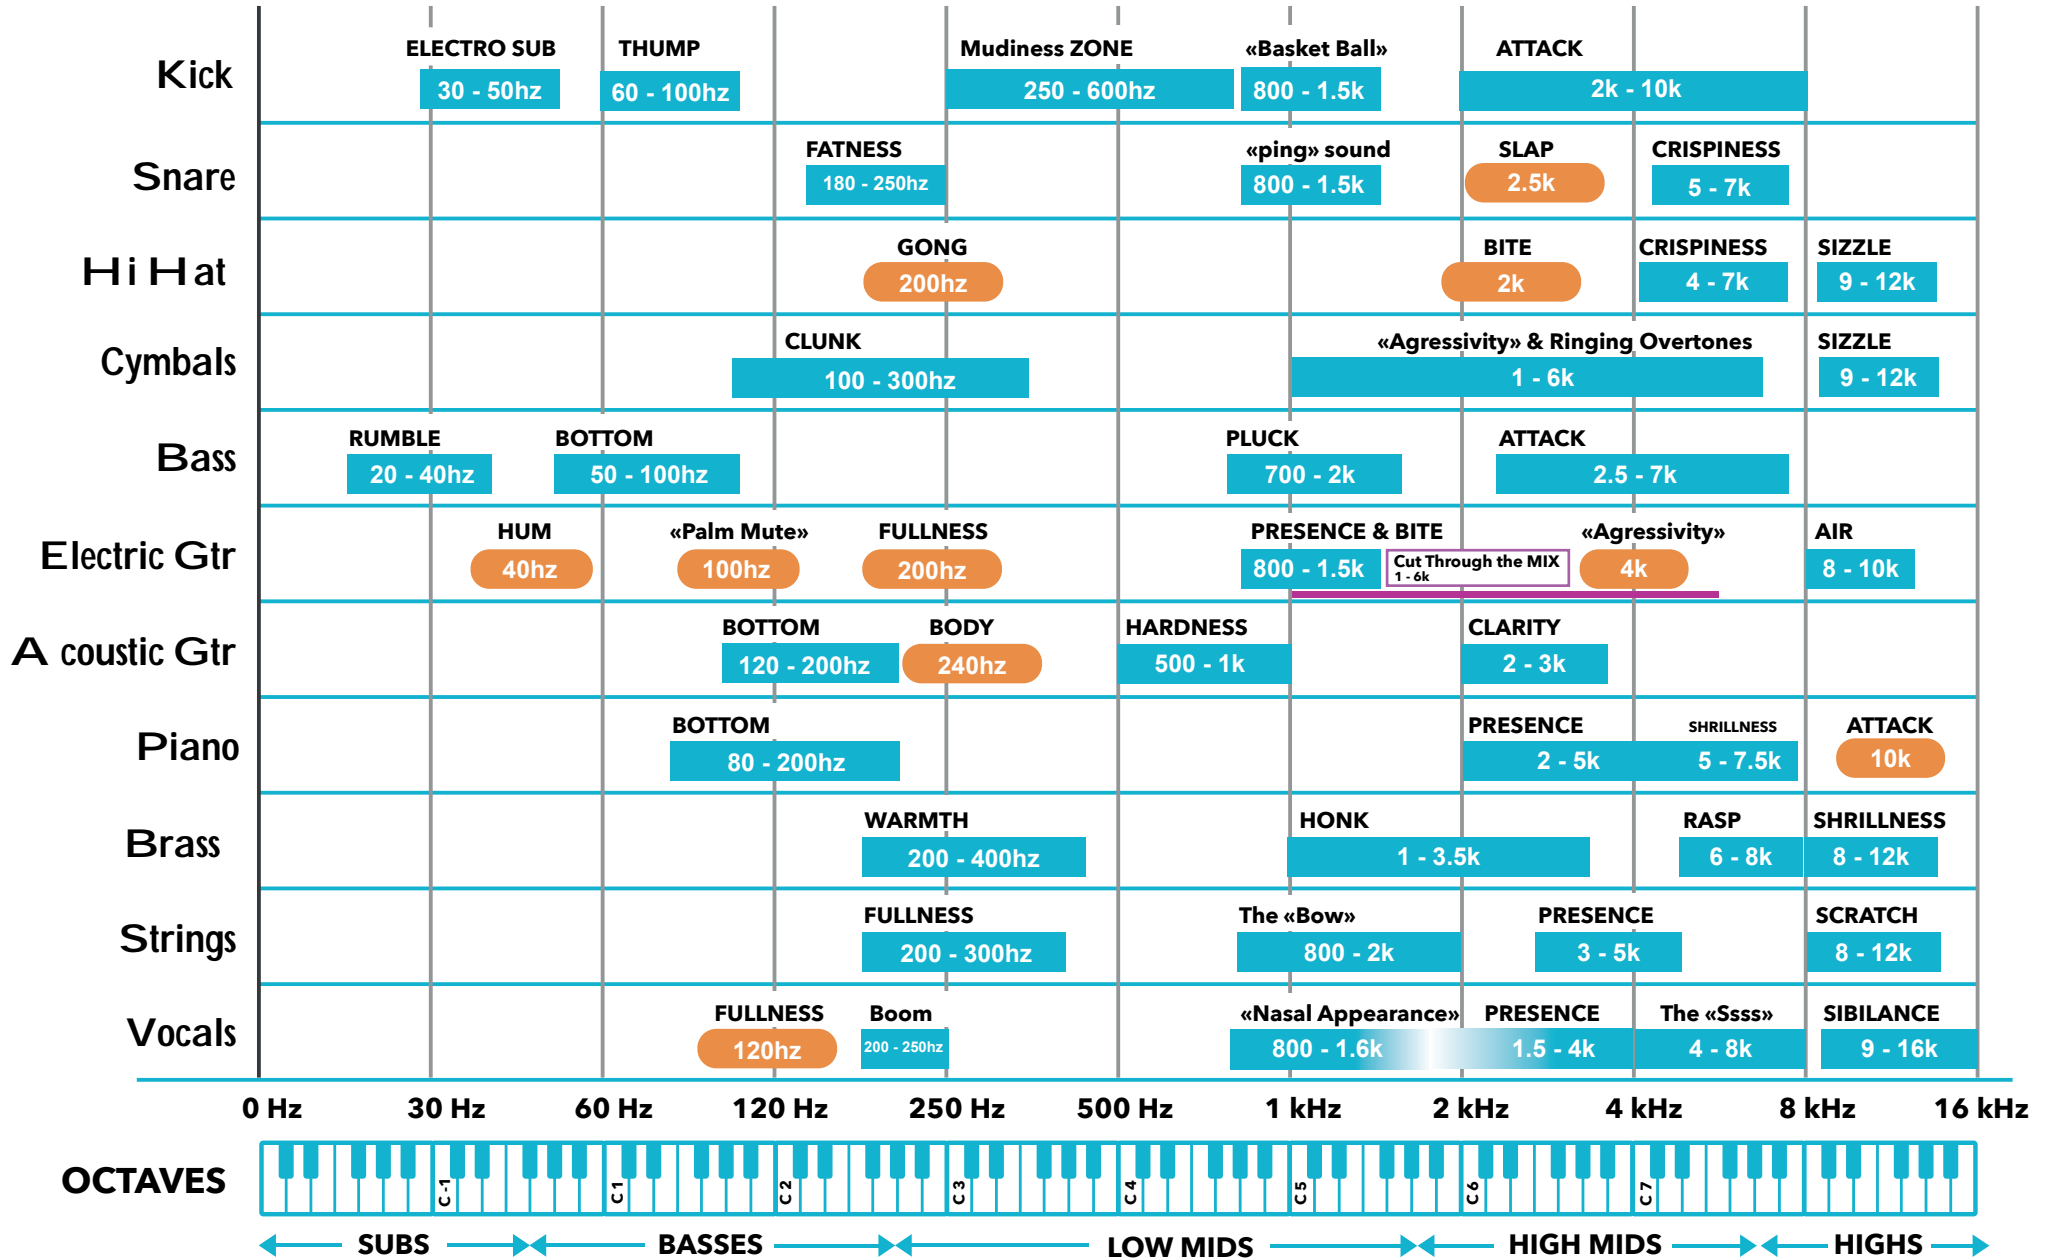 ELECTRO SUB THUMP Mudiness ZONE «Basket Ball» ATTACK
Kick 30 - 50hz 60 - 100hz 250 - 600hz 800 - 1.5k 2k - 10k
FATNESS «ping» sound SLAP CRISPINESS
Snare 180 - 250hz 800 - 1.5k 2.5k 5 - 7k
GONG BITE CRISPINESS SIZZLE
HiHat 200hz 2k 4 - 7k 9 - 12k
CLUNK «Agressivity» & Ringing Overtones SIZZLE
Cymbals 100 - 300hz 1 - 6k 9 - 12k
RUMBLE BOTTOM PLUCK ATTACK
Bass 20 - 40hz 50 - 100hz 700 - 2k 2.5 - 7k
HUM «Palm Mute» FULLNESS PRESENCE & BITE «Agressivity» AIR
Electric Gtr 40hz 100hz 200hz 800 - 1.5k Cut Through the MIX 4k 8 - 10k
1 - 6k
BOTTOM BODY HARDNESS CLARITY
A coustic Gtr 120 - 200hz 240hz 500 - 1k 2 - 3k
BOTTOM PRESENCE SHRILLNESS ATTACK
Piano 80 - 200hz 2 - 5k 5 - 7.5k 10k
WARMTH HONK RASP SHRILLNESS
Brass 200 - 400hz 1 - 3.5k 6 - 8k 8 - 12k
FULLNESS The «Bow» PRESENCE SCRATCH
Strings 200 - 300hz 800 - 2k 3 - 5k 8 - 12k
FULLNESS Boom «Nasal Appearance» PRESENCE The «Ssss» SIBILANCE
Vocals 120hz 200 - 250hz 800 - 1.6k 1.5 - 4k 4 - 8k 9 - 16k
0 Hz 30 Hz 60 Hz 120 Hz 250 Hz 500 Hz 1 kHz 2 kHz 4 kHz 8 kHz 16 kHz
OCTAVES C -1 C 1 C 2 C 3 C 4 C 5 C 6 C 7
SUBS BASSES LOW MIDS HIGH MIDS HIGHS